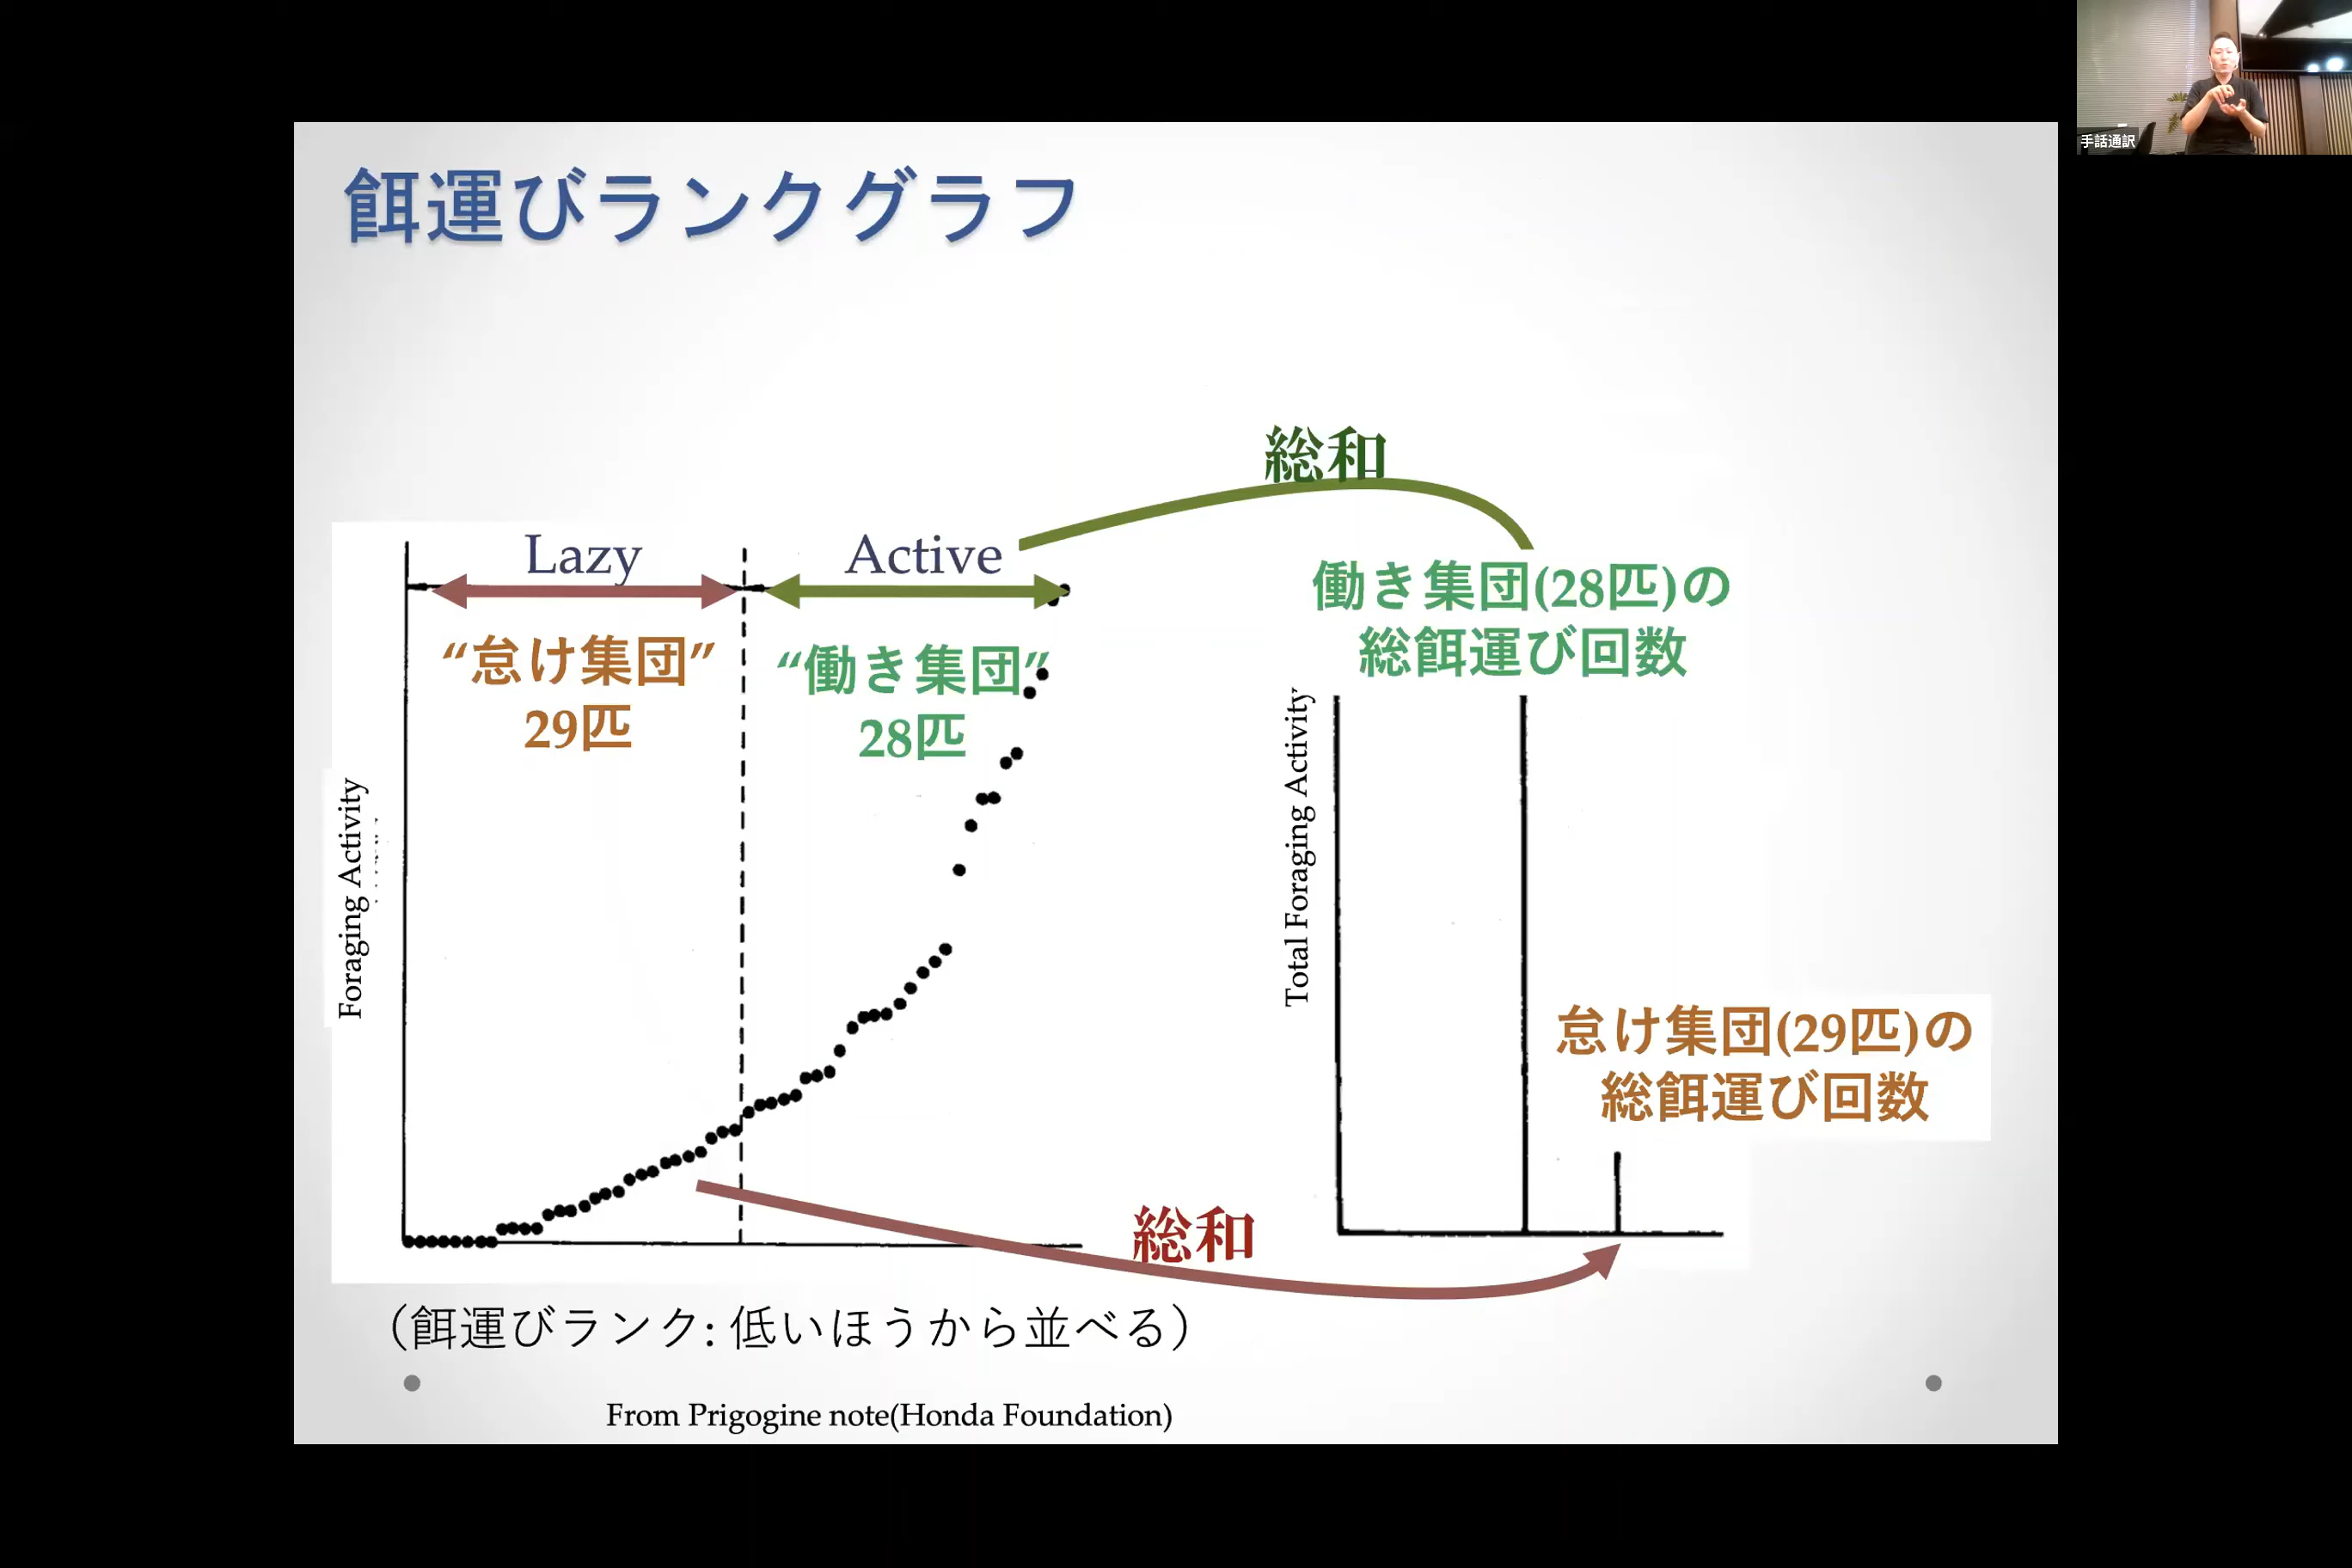 手話通訳
餌運びランクグラフ
総和
Lazy
Active
“怠け集団”
29匹
“働き集団”
28匹
Foraging Activity
働き集団(28匹)の
総餌運び回数
Total Foraging Activity
怠け集団(29匹)の
総餌運び回数
総和
（餌運びランク: 低いほうから並べる）
From Prigogine note(Honda Foundation)